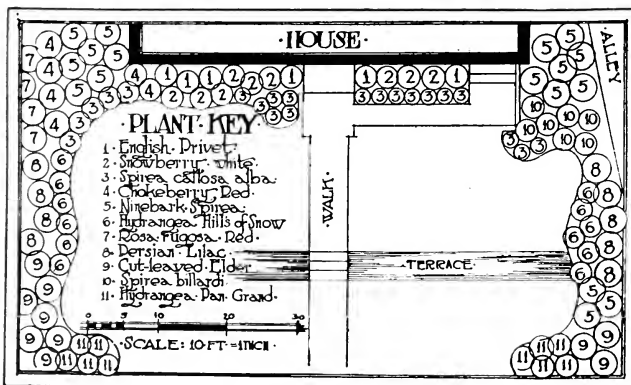 ·HOUSE·
ALLEY
·PLANT·KEY·
1· English·Privet·
2· Snowberry·white
3· Spirea callosa alba·
4· Chokeberry·Red·
5· Ninebark·Spirea·
6· Hydrangea Hills of Snow
7· Rosa·Rugosa·Red·
8· Persian·Lilac·
9· Cut-leaved·Elder
10· Spirea billardi·
11· Hydrangea·Pan·Grand·
WALK
·TERRACE·
0 5 10 20 30
·SCALE: 10·FT·=1·INCH·